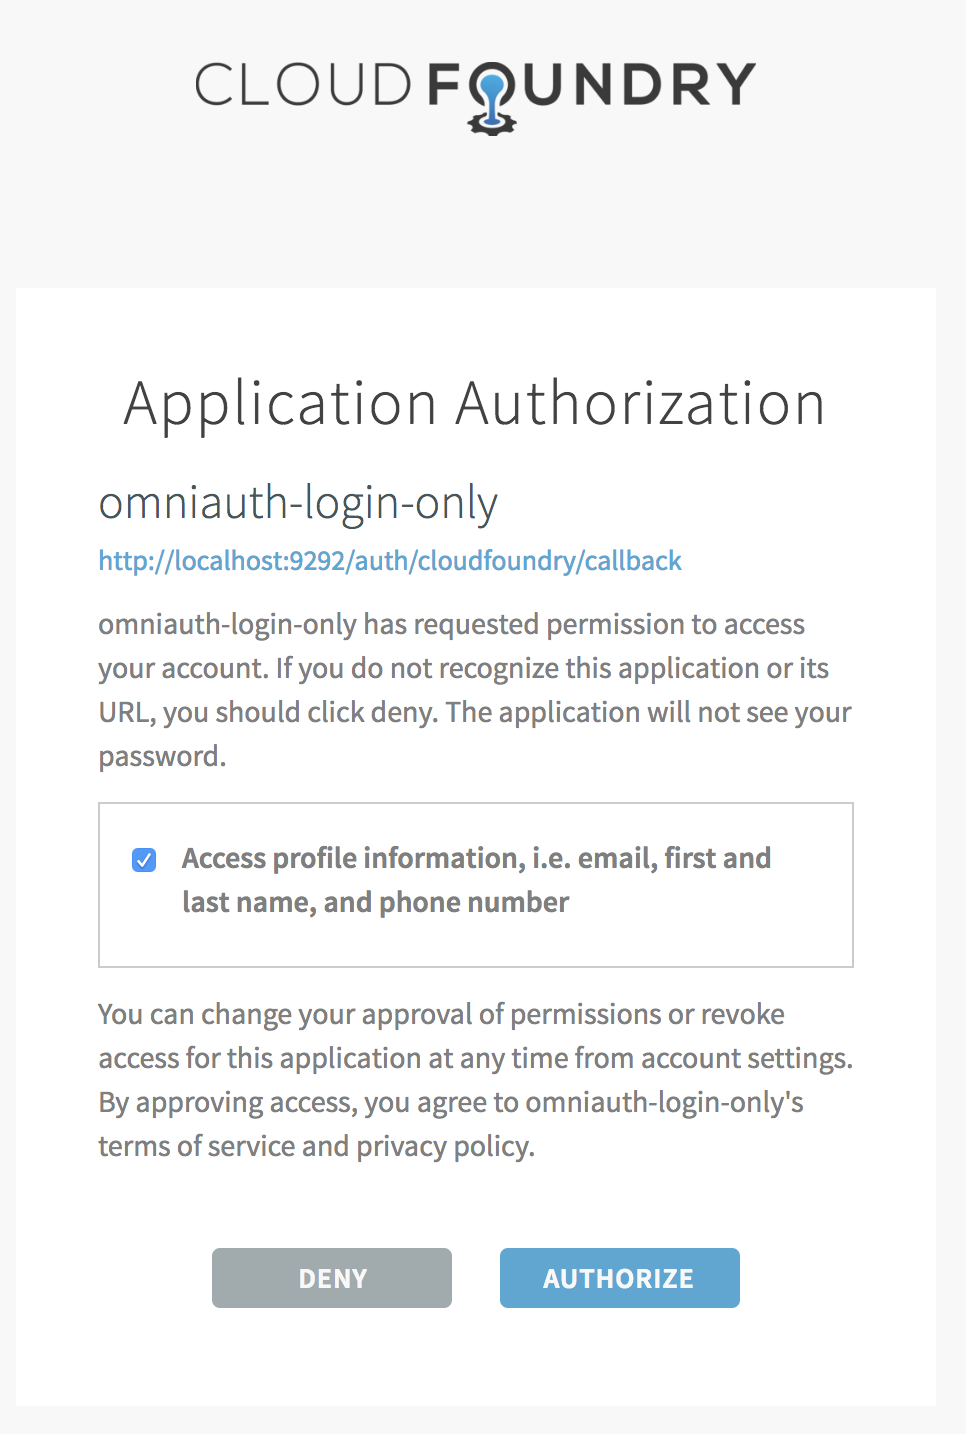 CLOUD FOUNDRY
Application Authorization
omniauth-login-only
http://localhost:9292/auth/cloudfoundry/callback
omniauth-login-only has requested permission to access
your account. If you do not recognize this application or its
URL, you should click deny. The application will not see your
password.
Access profile information, i.e. email, first and
last name, and phone number
You can change your approval of permissions or revoke
access for this application at any time from account settings.
By approving access, you agree to omniauth-login-only's
terms of service and privacy policy.
DENY
AUTHORIZE